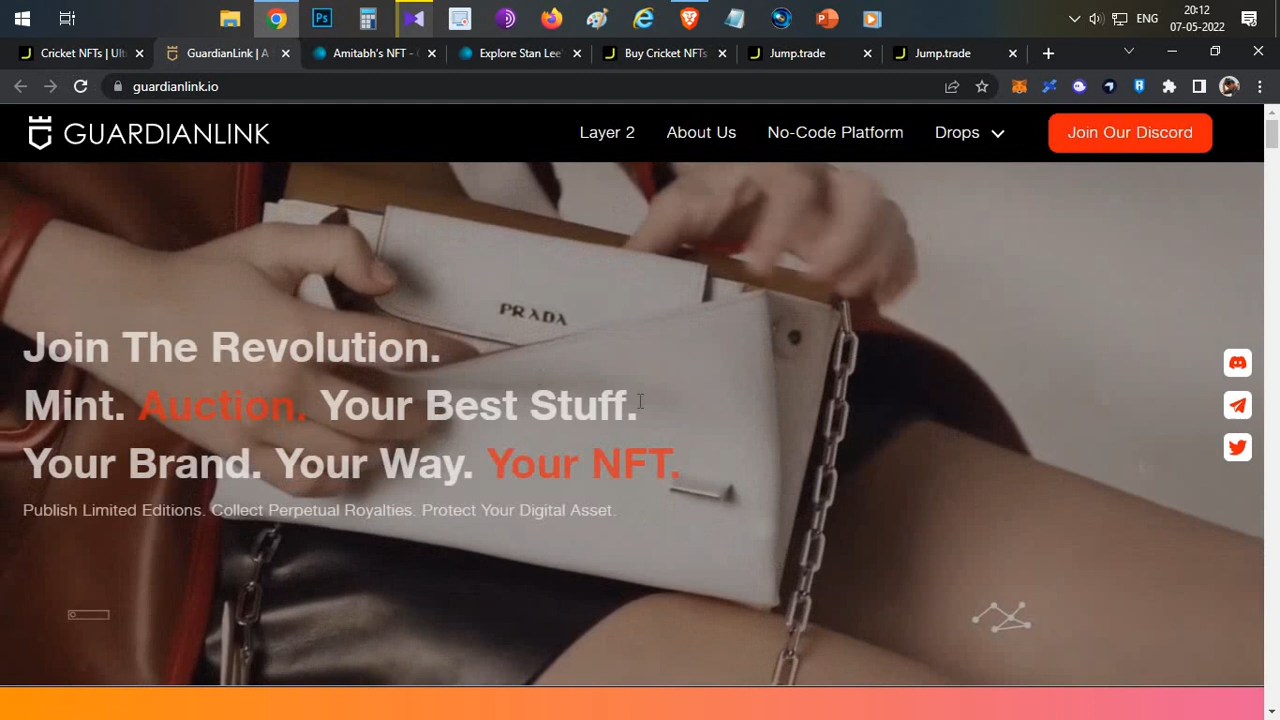 20:12
ENG
07-05-2022
Cricket NFTs | Ult
GuardianLink | A
Amitabh's NFT -
Explore Stan Lee'
Buy Cricket NFTs
Jump.trade
Jump.trade
guardianlink.io
GUARDIANLINK
Layer 2
About Us
No-Code Platform
Drops
Join Our Discord
PRADA
Join The Revolution.
Mint. Auction. Your Best Stuff.
Your Brand. Your Way. Your NFT.
Publish Limited Editions. Collect Perpetual Royalties. Protect Your Digital Asset.